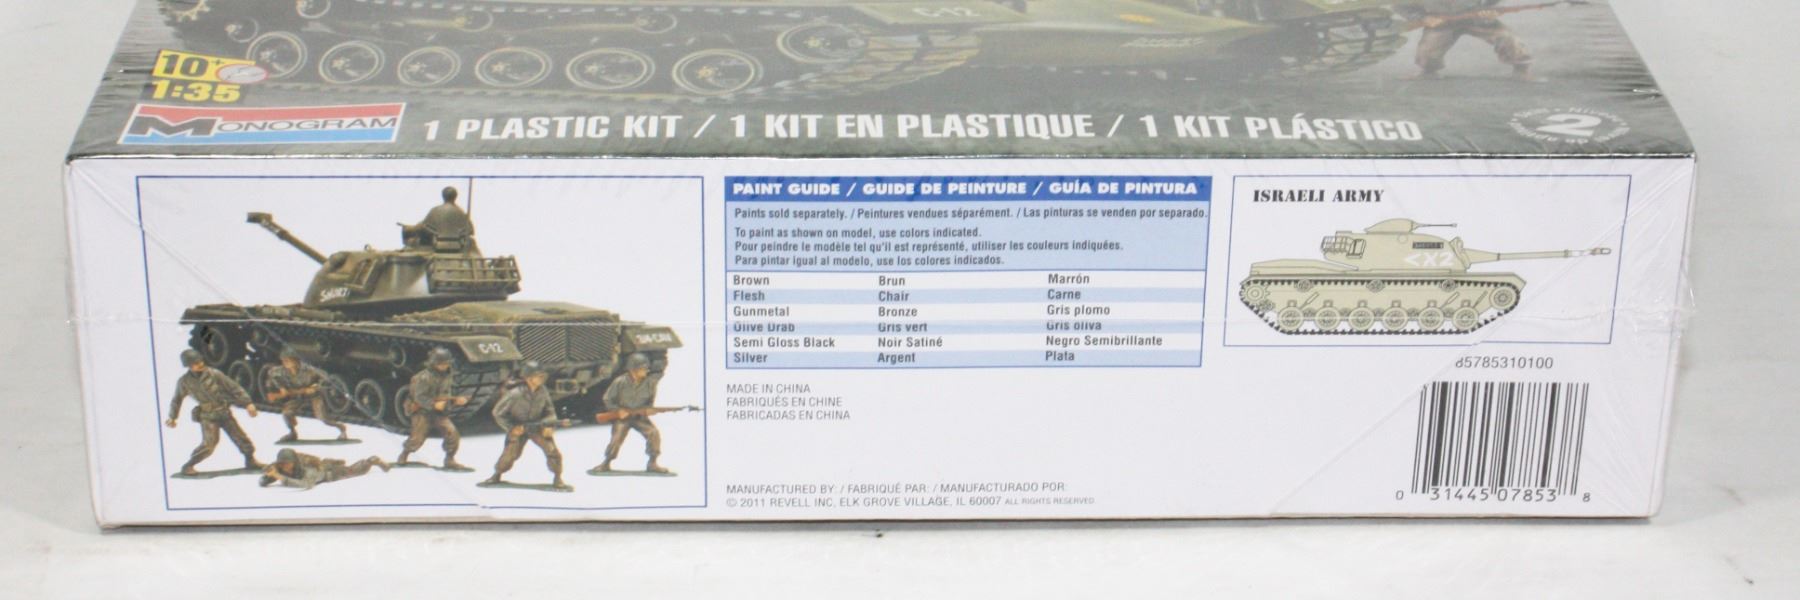 C-12
10+
1:35
MONOGRAM
1 PLASTIC KIT / 1 KIT EN PLASTIQUE / 1 KIT PLÁSTICO
2
C-12
PAINT GUIDE / GUIDE DE PEINTURE / GUÍA DE PINTURA
Paints sold separately. / Peintures vendues séparément. / Las pinturas se venden por separado.
To paint as shown on model, use colors indicated.
Pour peindre le modèle tel qu'il est représenté, utiliser les couleurs indiquées.
Para pintar igual al modelo, use los colores indicados.
Brown Brun Marrón
Flesh Chair Carne
Gunmetal Bronze Gris plomo
Olive Drab Gris vert Gris oliva
Semi Gloss Black Noir Satiné Negro Semibrillante
Silver Argent Plata
MADE IN CHINA
FABRIQUÉS EN CHINE
FABRICADAS EN CHINA
MANUFACTURED BY: / FABRIQUÉ PAR: / MANUFACTURADO POR:
© 2011 REVELL INC, ELK GROVE VILLAGE, IL 60007 ALL RIGHTS RESERVED
ISRAELI ARMY
<X2
85785310100
0 31445 07853 8